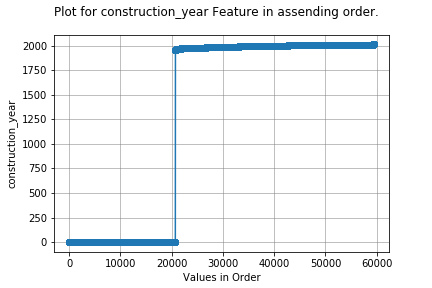 Plot for construction_year Feature in assending order.
2000
1750
1500
1250
1000
750
500
250
0
construction_year
0 10000 20000 30000 40000 50000 60000
Values in Order